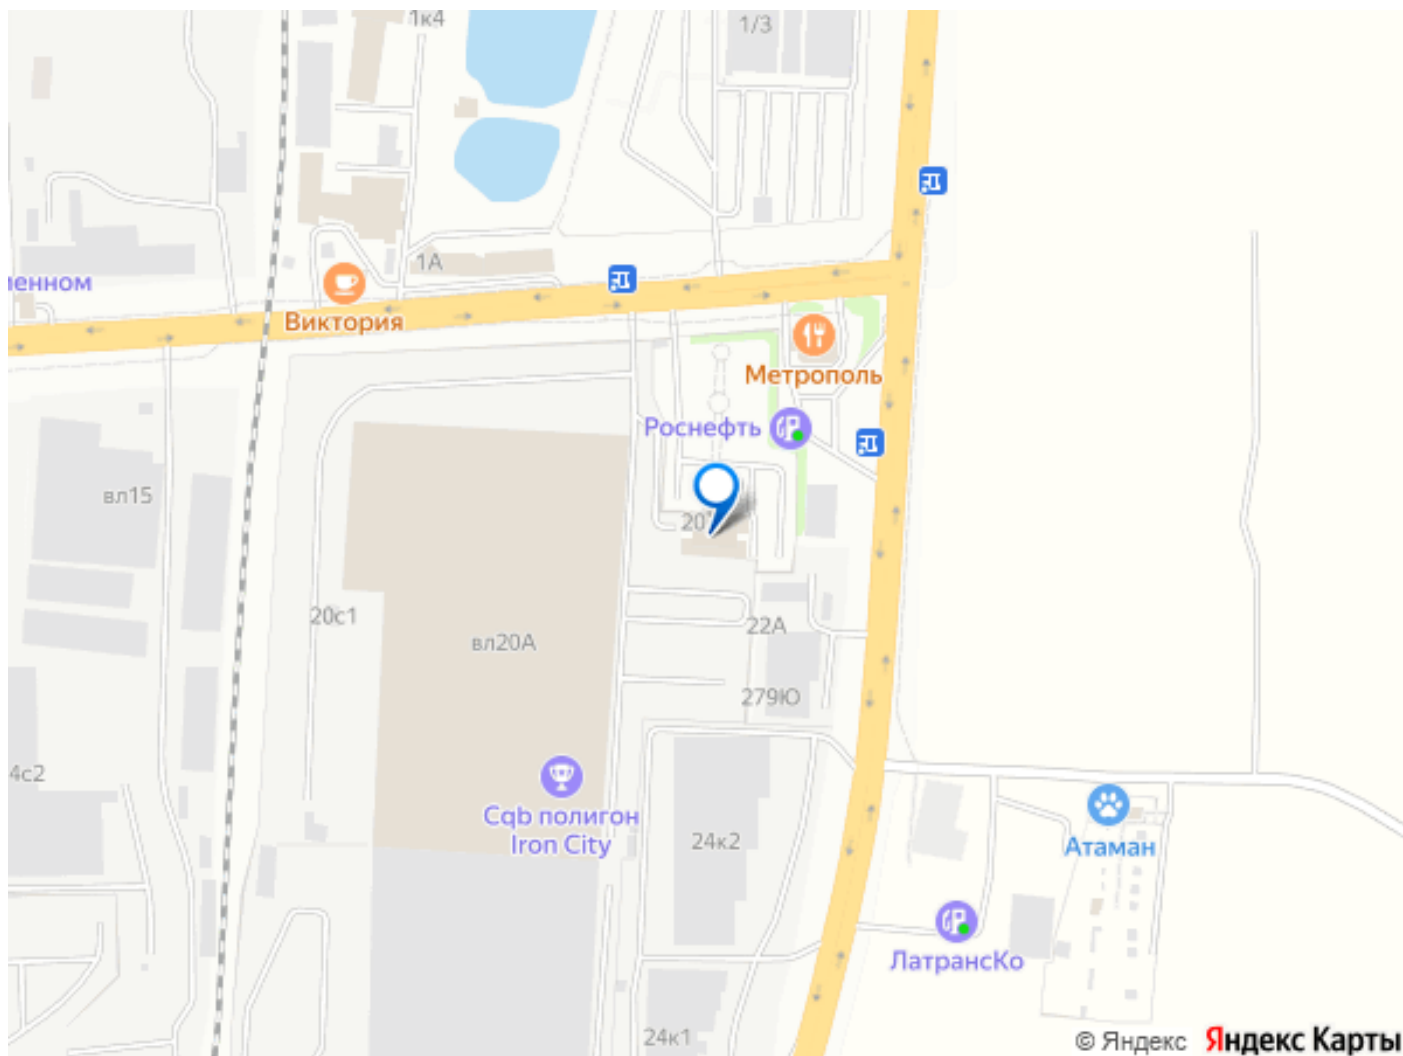 1к4
1/3
1А
ленном
Виктория
Метрополь
Роснефть
вл15
20
20с1
вл20А
22А
279Ю
4с2
Cqb полигон
Iron City
24к2
Атаман
ЛатрансКо
24к1
© Яндекс Яндекс Карты